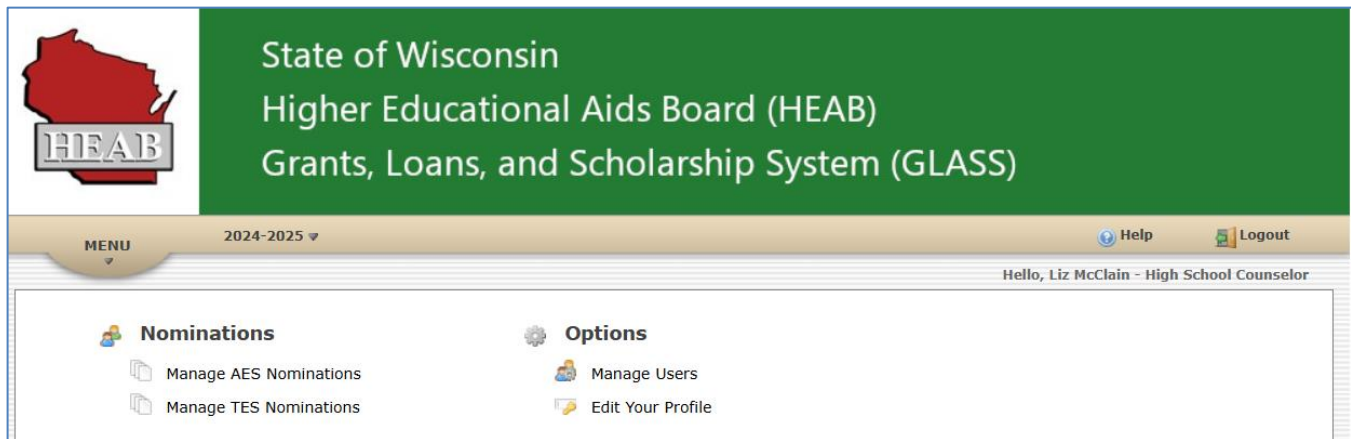 HEAB
State of Wisconsin
Higher Educational Aids Board (HEAB)
Grants, Loans, and Scholarship System (GLASS)
MENU
2024-2025
Help
Logout
Hello, Liz McClain - High School Counselor
Nominations
Manage AES Nominations
Manage TES Nominations
Options
Manage Users
Edit Your Profile